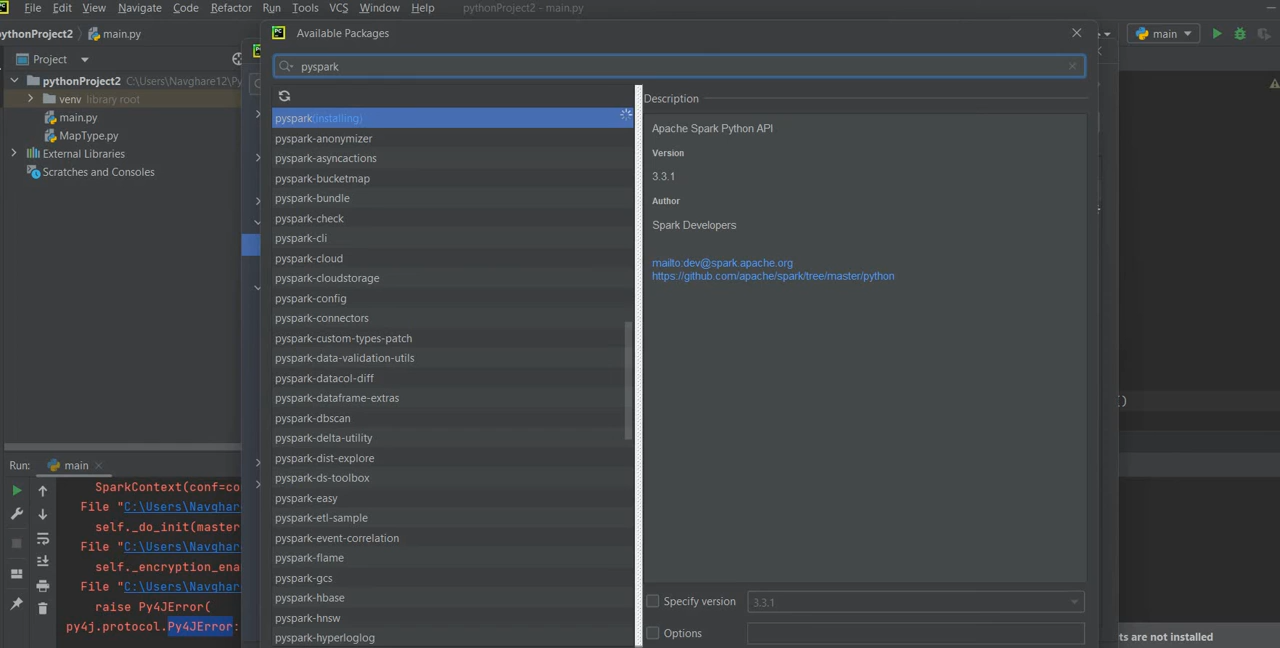 File Edit View Navigate Code Refactor Run Tools VCS Window Help pythonProject2 - main.py
ythonProject2 main.py
main
Available Packages
pyspark
Project
pythonProject2 C:\Users\Navghare12\Py
venv library root
main.py
MapType.py
External Libraries
Scratches and Consoles
pyspark (installing)
pyspark-anonymizer
pyspark-asyncactions
pyspark-bucketmap
pyspark-bundle
pyspark-check
pyspark-cli
pyspark-cloud
pyspark-cloudstorage
pyspark-config
pyspark-connectors
pyspark-custom-types-patch
pyspark-data-validation-utils
pyspark-datacol-diff
pyspark-dataframe-extras
pyspark-dbscan
pyspark-delta-utility
pyspark-dist-explore
pyspark-ds-toolbox
pyspark-easy
pyspark-etl-sample
pyspark-event-correlation
pyspark-flame
pyspark-gcs
pyspark-hbase
pyspark-hnsw
pyspark-hyperloglog
Description
Apache Spark Python API
Version
3.3.1
Author
Spark Developers
mailto:dev@spark.apache.org
https://github.com/apache/spark/tree/master/python
Specify version 3.3.1
Options
()
Run: main
SparkContext(conf=co
File "C:\Users\Navghar
self._do_init(master
File "C:\Users\Navghar
self._encryption_ena
File "C:\Users\Navghar
raise Py4JError(
py4j.protocol.Py4JError:
ts are not installed